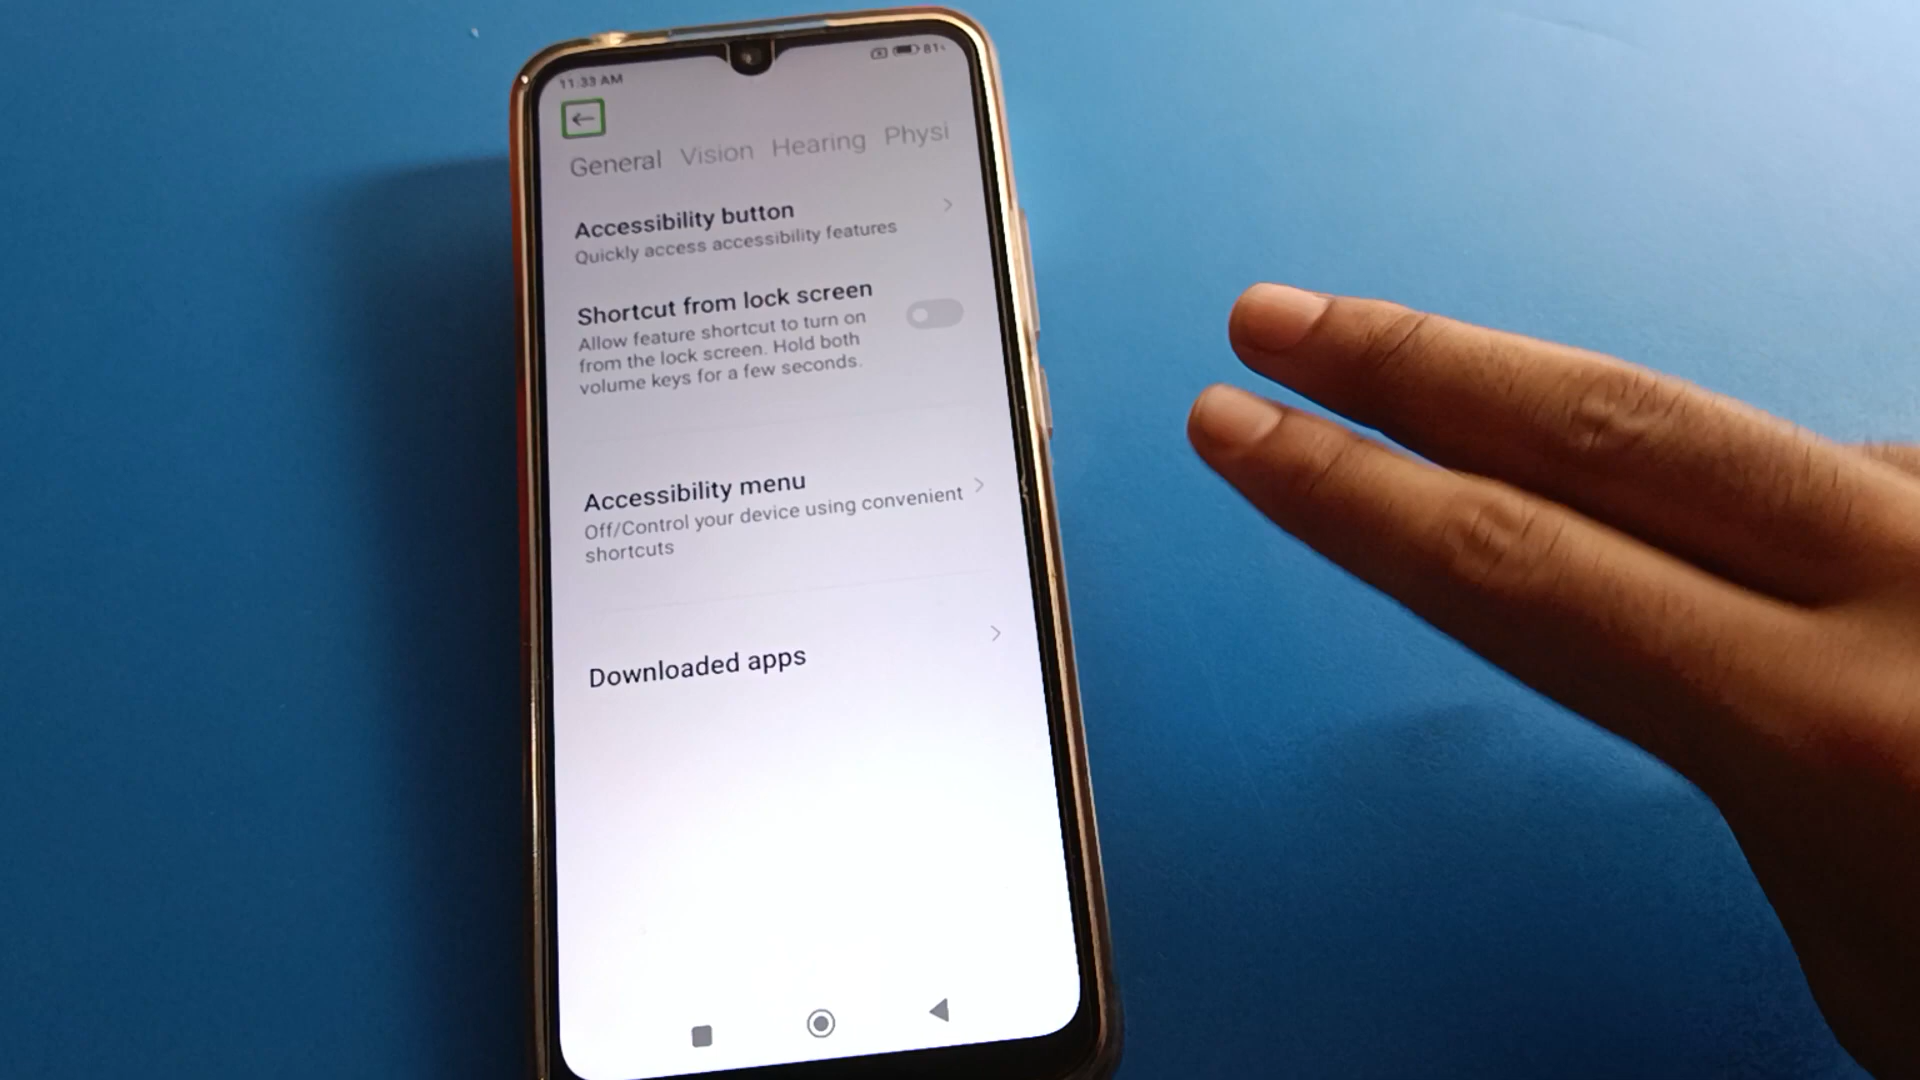 11:33 AM
81
General Vision Hearing Physi
Accessibility button
Quickly access accessibility features
Shortcut from lock screen
Allow feature shortcut to turn on
from the lock screen. Hold both
volume keys for a few seconds.
Accessibility menu
Off/Control your device using convenient
shortcuts
Downloaded apps